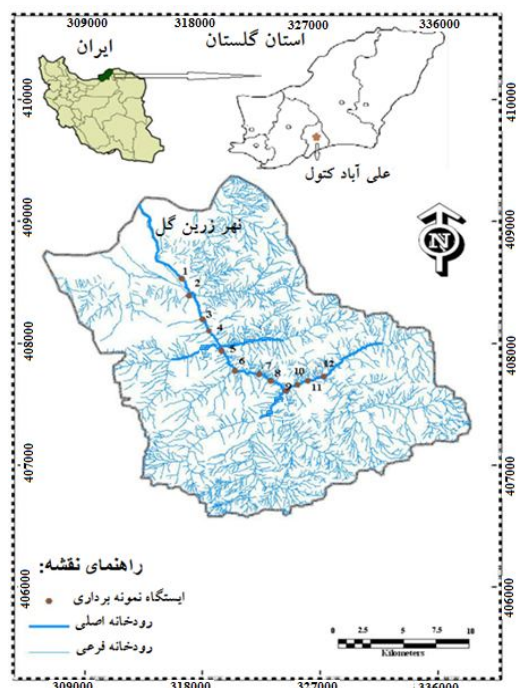 309000 318000 327000 336000
ایران
استان گلستان
410000 410000
علی آباد کتول
409000 409000
نهر زرین گل
N
1
2
3
4
408000 408000
5
6
7
8
9
10
11
12
407000 407000
راهنمای نقشه:
406000 406000
ایستگاه نمونه برداری
رودخانه اصلی
رودخانه فرعی
0 2.5 5 10
Kilometers
309000 318000 327000 336000